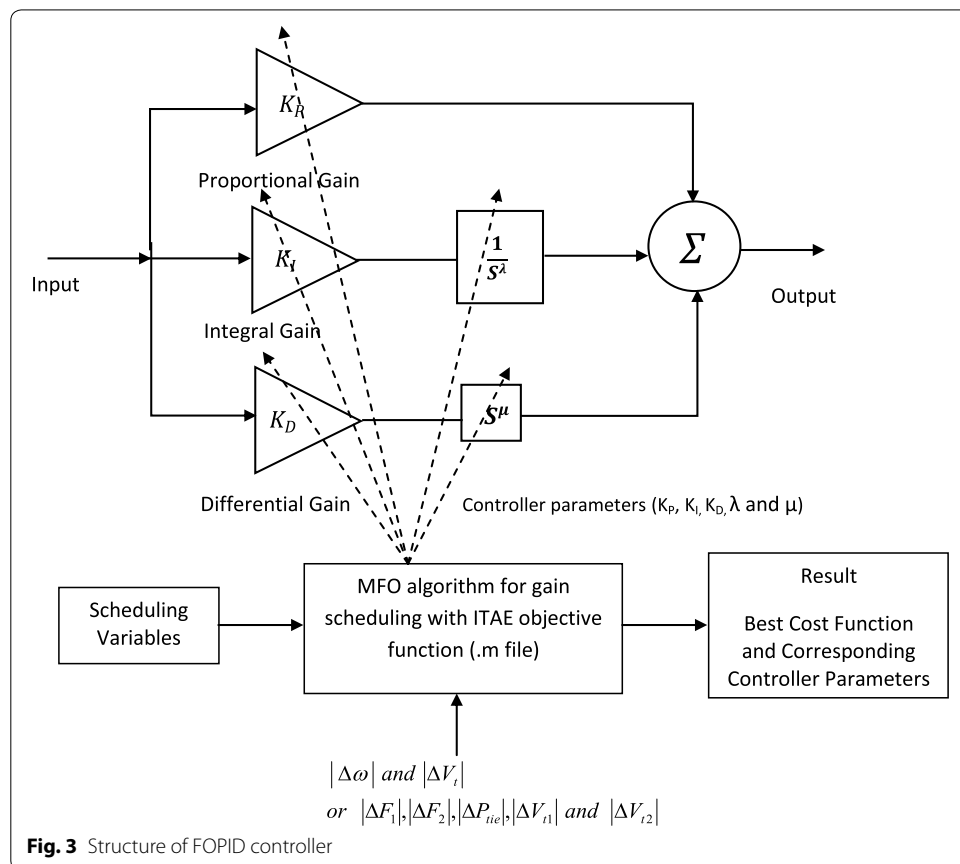 K_P
Proportional Gain
K_I
1
S^λ
Σ
Input
Output
Integral Gain
K_D
S^μ
Differential Gain
Controller parameters (K_P, K_I, K_D, λ and μ)
MFO algorithm for gain
scheduling with ITAE objective
function (.m file)
Scheduling
Variables
Result
Best Cost Function
and Corresponding
Controller Parameters
|Δω| and |ΔV_t|
or |ΔF_1|,|ΔF_2|,|ΔP_tie|,|ΔV_t1| and |ΔV_t2|
Fig. 3 Structure of FOPID controller